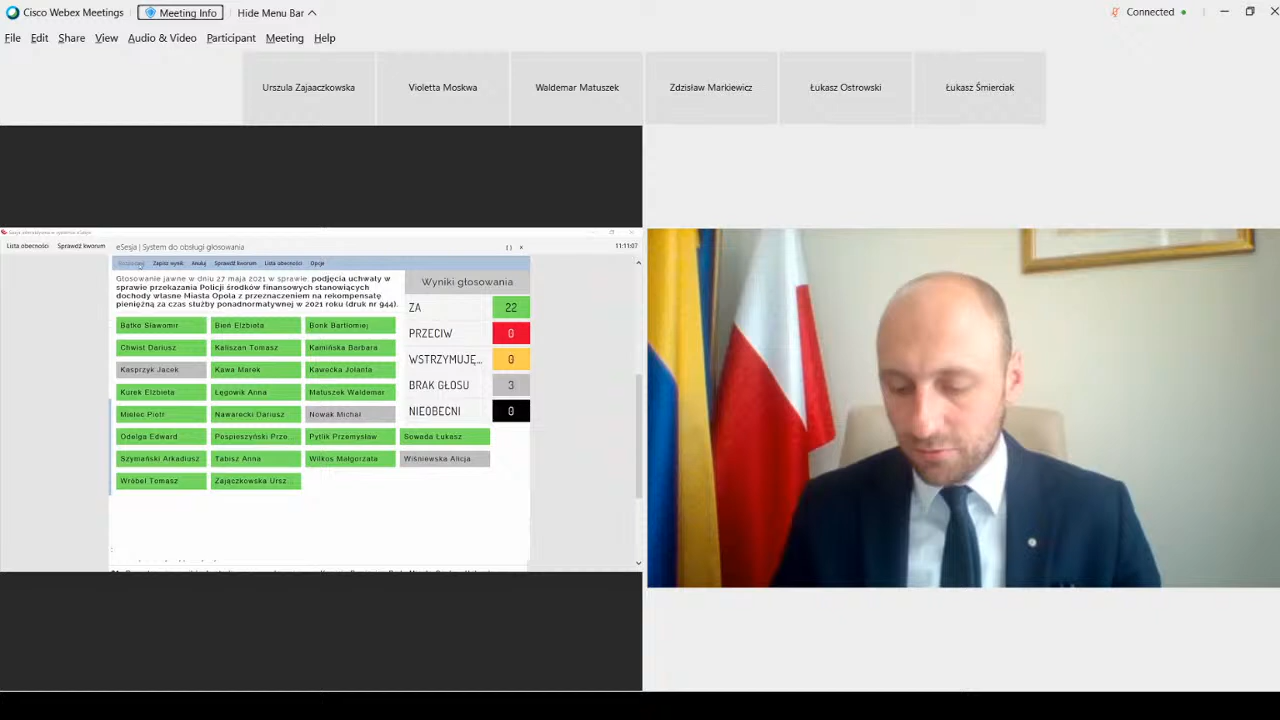 Cisco Webex Meetings Meeting Info Hide Menu Bar Connected
File Edit Share View Audio & Video Participant Meeting Help
Urszula Zajaaczkowska Violetta Moskwa Waldemar Matuszek Zdzisław Markiewicz Łukasz Ostrowski Łukasz Śmierciak
Lista obecności Sprawdź kworum eSesja | System do obsługi głosowania 11:11:07
Zapisz wynik Anuluj Sprawdź kworum Lista obecności Opcje
Głosowanie jawne w dniu 27 maja 2021 w sprawie, podjęcia uchwały w
sprawie przekazania Policji środków finansowych stanowiących
dochody własne Miasta Opola z przeznaczeniem na rekompensatę
pieniężną za czas służby ponadnormatywnej w 2021 roku (druk nr 944).
Wyniki głosowania
ZA 22
PRZECIW 0
WSTRZYMUJĘ... 0
BRAK GŁOSU 3
NIEOBECNI 0
Batko Sławomir Bień Elżbieta Bonk Bartłomiej
Chwist Dariusz Kaliszan Tomasz Kamińska Barbara
Kasprzyk Jacek Kawa Marek Kawecka Jolanta
Kurek Elżbieta Łęgowik Anna Matuszek Waldemar
Mielec Piotr Nawarecki Dariusz Nowak Michał
Odelga Edward Pospieszyński Prze... Pytlik Przemysław Sowada Łukasz
Szymański Arkadiusz Tabisz Anna Wilkos Małgorzata Wiśniewska Alicja
Wróbel Tomasz Zajączkowska Ursz...